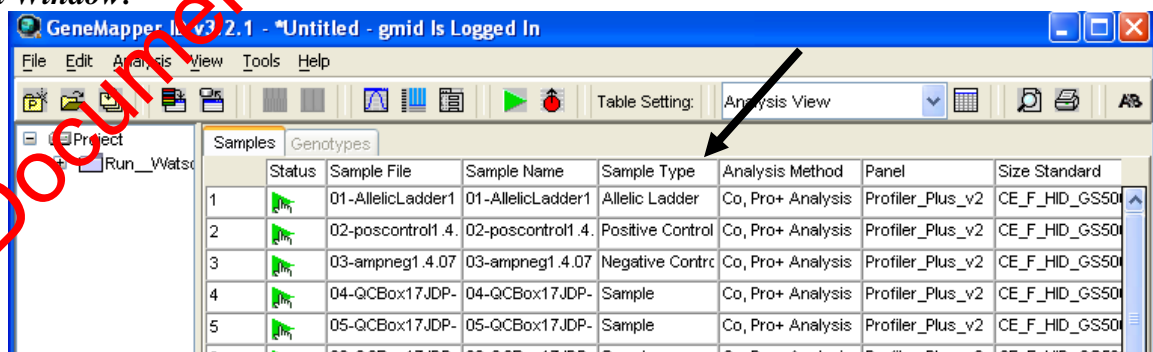 Window:
GeneMapper ID v3.2.1 - *Untitled - gmid Is Logged In
File Edit Analysis View Tools Help
Table Setting: Analysis View
Project
Run__Wats
Samples Genotypes
Status Sample File Sample Name Sample Type Analysis Method Panel Size Standard
1 01-AllelicLadder1 01-AllelicLadder1 Allelic Ladder Co, Pro+ Analysis Profiler_Plus_v2 CE_F_HID_GS50
2 02-poscontrol1.4. 02-poscontrol1.4. Positive Control Co, Pro+ Analysis Profiler_Plus_v2 CE_F_HID_GS50
3 03-ampneg1.4.07 03-ampneg1.4.07 Negative Contrc Co, Pro+ Analysis Profiler_Plus_v2 CE_F_HID_GS50
4 04-QCBox17JDP- 04-QCBox17JDP- Sample Co, Pro+ Analysis Profiler_Plus_v2 CE_F_HID_GS50
5 05-QCBox17JDP- 05-QCBox17JDP- Sample Co, Pro+ Analysis Profiler_Plus_v2 CE_F_HID_GS50
Docume